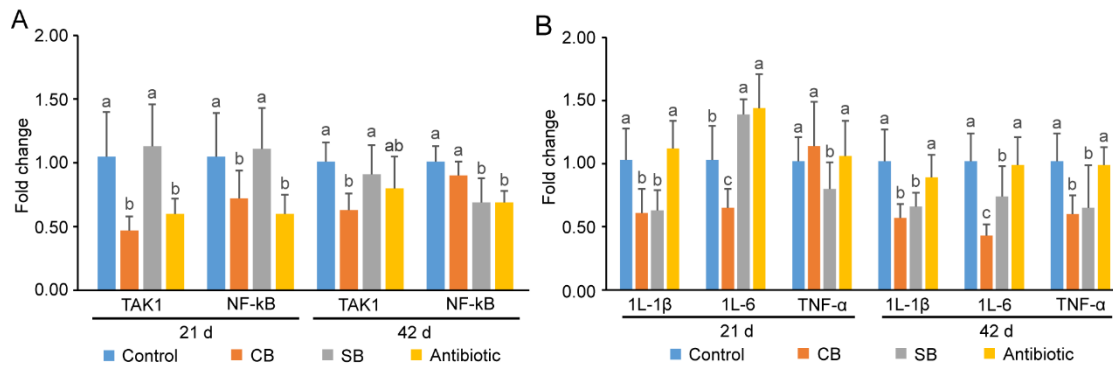 A
Fold change
2.00
1.50
1.00
0.50
0.00
a b a b
a b a b
a b a ab
a a b b
TAK1 NF-kB TAK1 NF-kB
21 d 42 d
Control CB SB Antibiotic
B
Fold change
2.00
1.50
1.00
0.50
0.00
a b b a
b c a a
a a b a
a b b a
a c b a
a b b a
1L-1β 1L-6 TNF-α 1L-1β 1L-6 TNF-α
21 d 42 d
Control CB SB Antibiotic